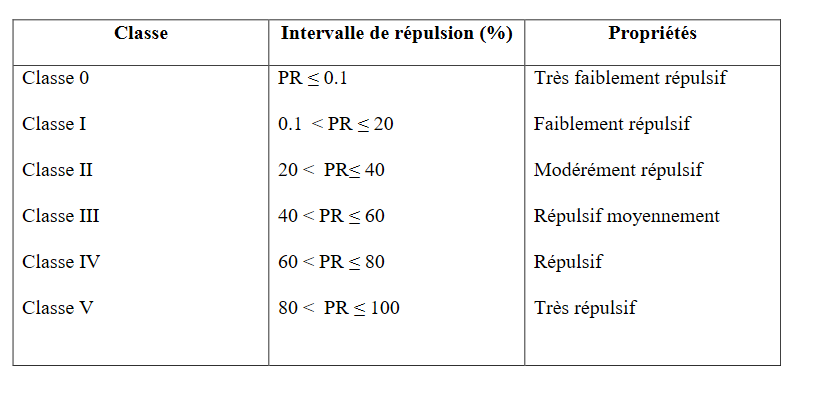 Classe Intervalle de répulsion (%) Propriétés
Classe 0 PR ≤ 0.1 Très faiblement répulsif
Classe I 0.1 < PR ≤ 20 Faiblement répulsif
Classe II 20 < PR≤ 40 Modérément répulsif
Classe III 40 < PR ≤ 60 Répulsif moyennement
Classe IV 60 < PR ≤ 80 Répulsif
Classe V 80 < PR ≤ 100 Très répulsif